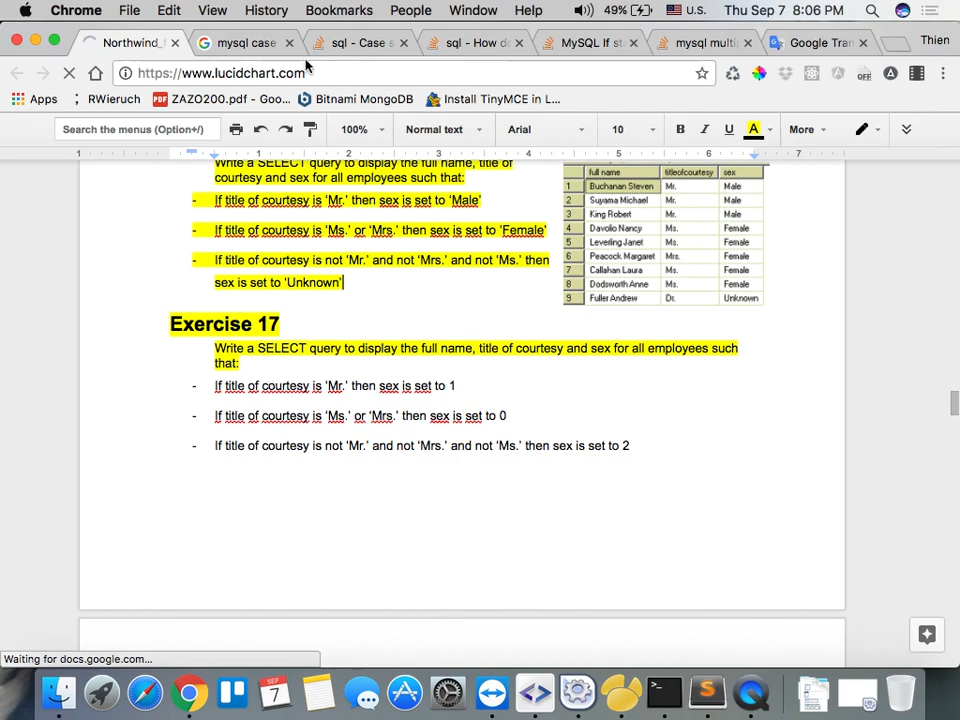 Chrome File Edit View History Bookmarks People Window Help 49% U.S. Thu Sep 7 8:06 PM
Northwind_ mysql case sql - Case s sql - How do MySQL If st mysql multi Google Tran Thien
https://www.lucidchart.com
Apps RWieruch ZAZO200.pdf - Goo... Bitnami MongoDB Install TinyMCE in L...
Search the menus (Option+/) 100% Normal text Arial 10 B I U A More
1 1 2 3 4 5 6 7
Write a SELECT query to display the full name, title of
courtesy and sex for all employees such that:
- If title of courtesy is ‘Mr.’ then sex is set to ‘Male’
- If title of courtesy is ‘Ms.’ or ‘Mrs.’ then sex is set to ‘Female’
- If title of courtesy is not ‘Mr.’ and not ‘Mrs.’ and not ‘Ms.’ then
sex is set to ‘Unknown’
full name titleofcourtesy sex
1 Buchanan Steven Mr. Male
2 Suyama Michael Mr. Male
3 King Robert Mr. Male
4 Davolio Nancy Ms. Female
5 Leverling Janet Ms. Female
6 Peacock Margaret Mrs. Female
7 Callahan Laura Ms. Female
8 Dodsworth Anne Ms. Female
9 Fuller Andrew Dr. Unknown
Exercise 17
Write a SELECT query to display the full name, title of courtesy and sex for all employees such
that:
- If title of courtesy is ‘Mr.’ then sex is set to 1
- If title of courtesy is ‘Ms.’ or ‘Mrs.’ then sex is set to 0
- If title of courtesy is not ‘Mr.’ and not ‘Mrs.’ and not ‘Ms.’ then sex is set to 2
Waiting for docs.google.com...
SEP
7